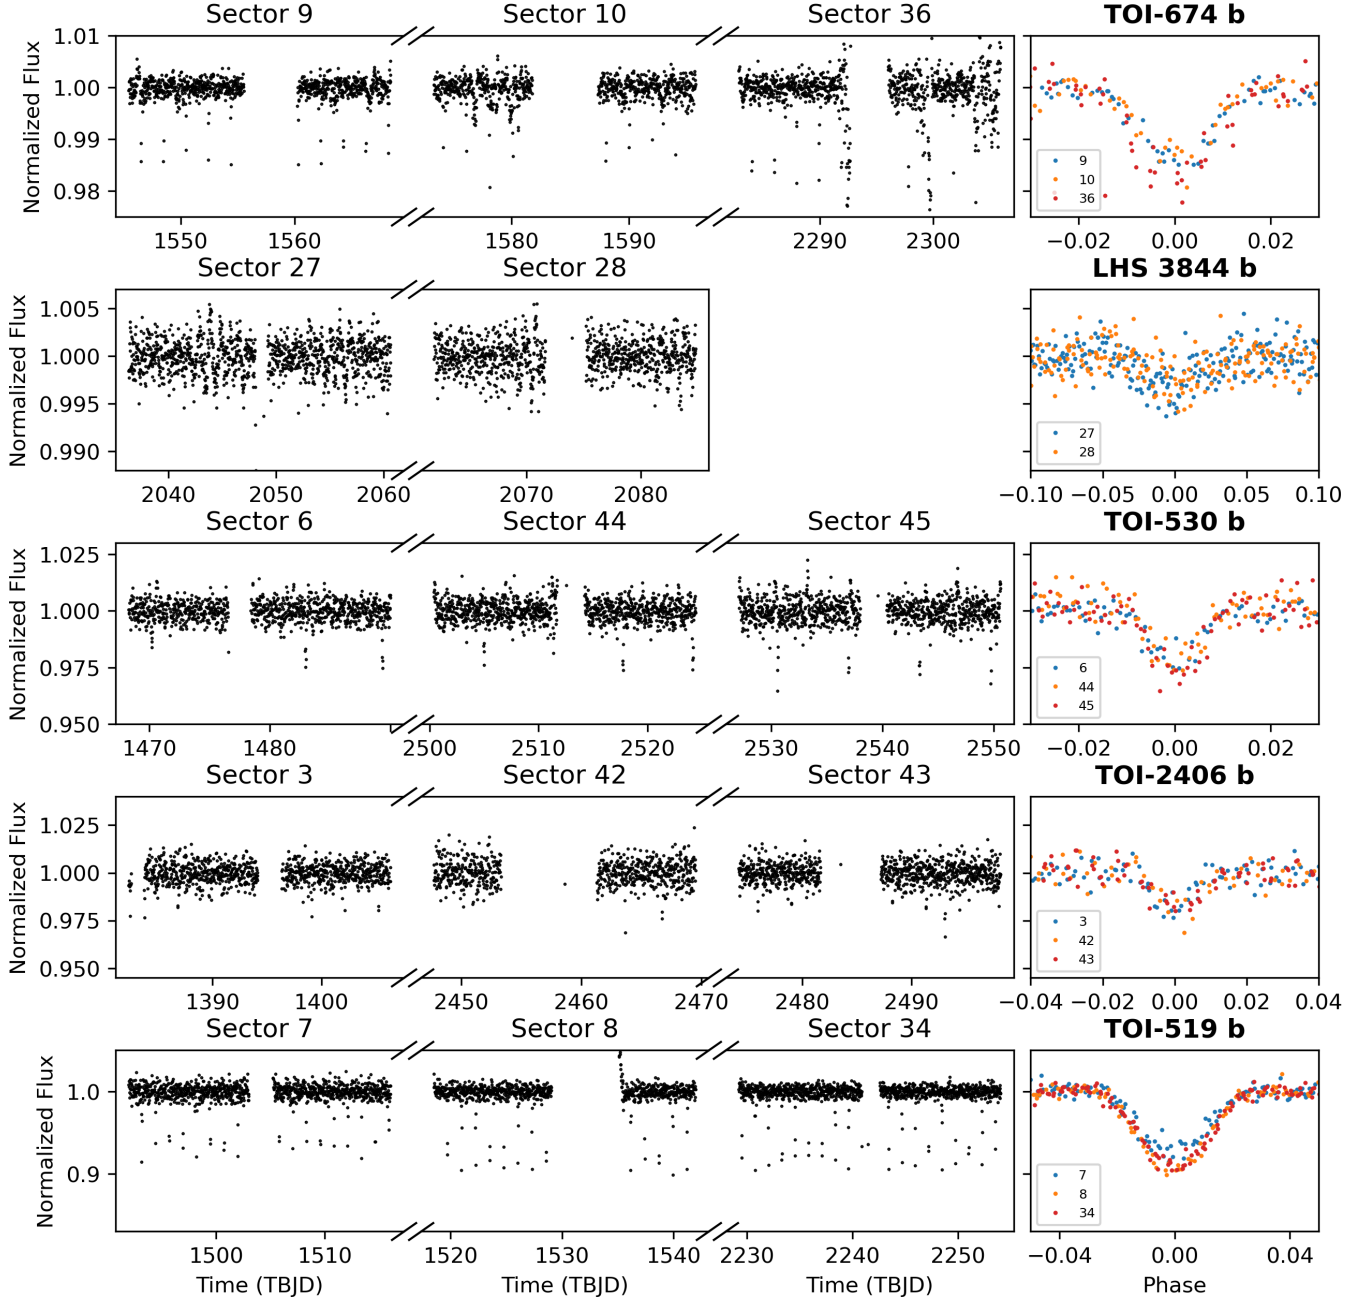 Sector 9 Sector 10 Sector 36 TOI-674 b
Normalized Flux
1.01
1.00
0.99
0.98
9
10
36
1550 1560 1580 1590 2290 2300 −0.02 0.00 0.02
Sector 27 Sector 28 LHS 3844 b
Normalized Flux
1.005
1.000
0.995
0.990
27
28
2040 2050 2060 2070 2080 −0.10 −0.05 0.00 0.05 0.10
Sector 6 Sector 44 Sector 45 TOI-530 b
Normalized Flux
1.025
1.000
0.975
0.950
6
44
45
1470 1480 2500 2510 2520 2530 2540 2550 −0.02 0.00 0.02
Sector 3 Sector 42 Sector 43 TOI-2406 b
Normalized Flux
1.025
1.000
0.975
0.950
3
42
43
1390 1400 2450 2460 2470 2480 2490 −0.04 −0.02 0.00 0.02 0.04
Sector 7 Sector 8 Sector 34 TOI-519 b
Normalized Flux
1.0
0.9
7
8
34
1500 1510 1520 1530 1540 2230 2240 2250 −0.04 0.00 0.04
Time (TBJD) Time (TBJD) Time (TBJD) Phase